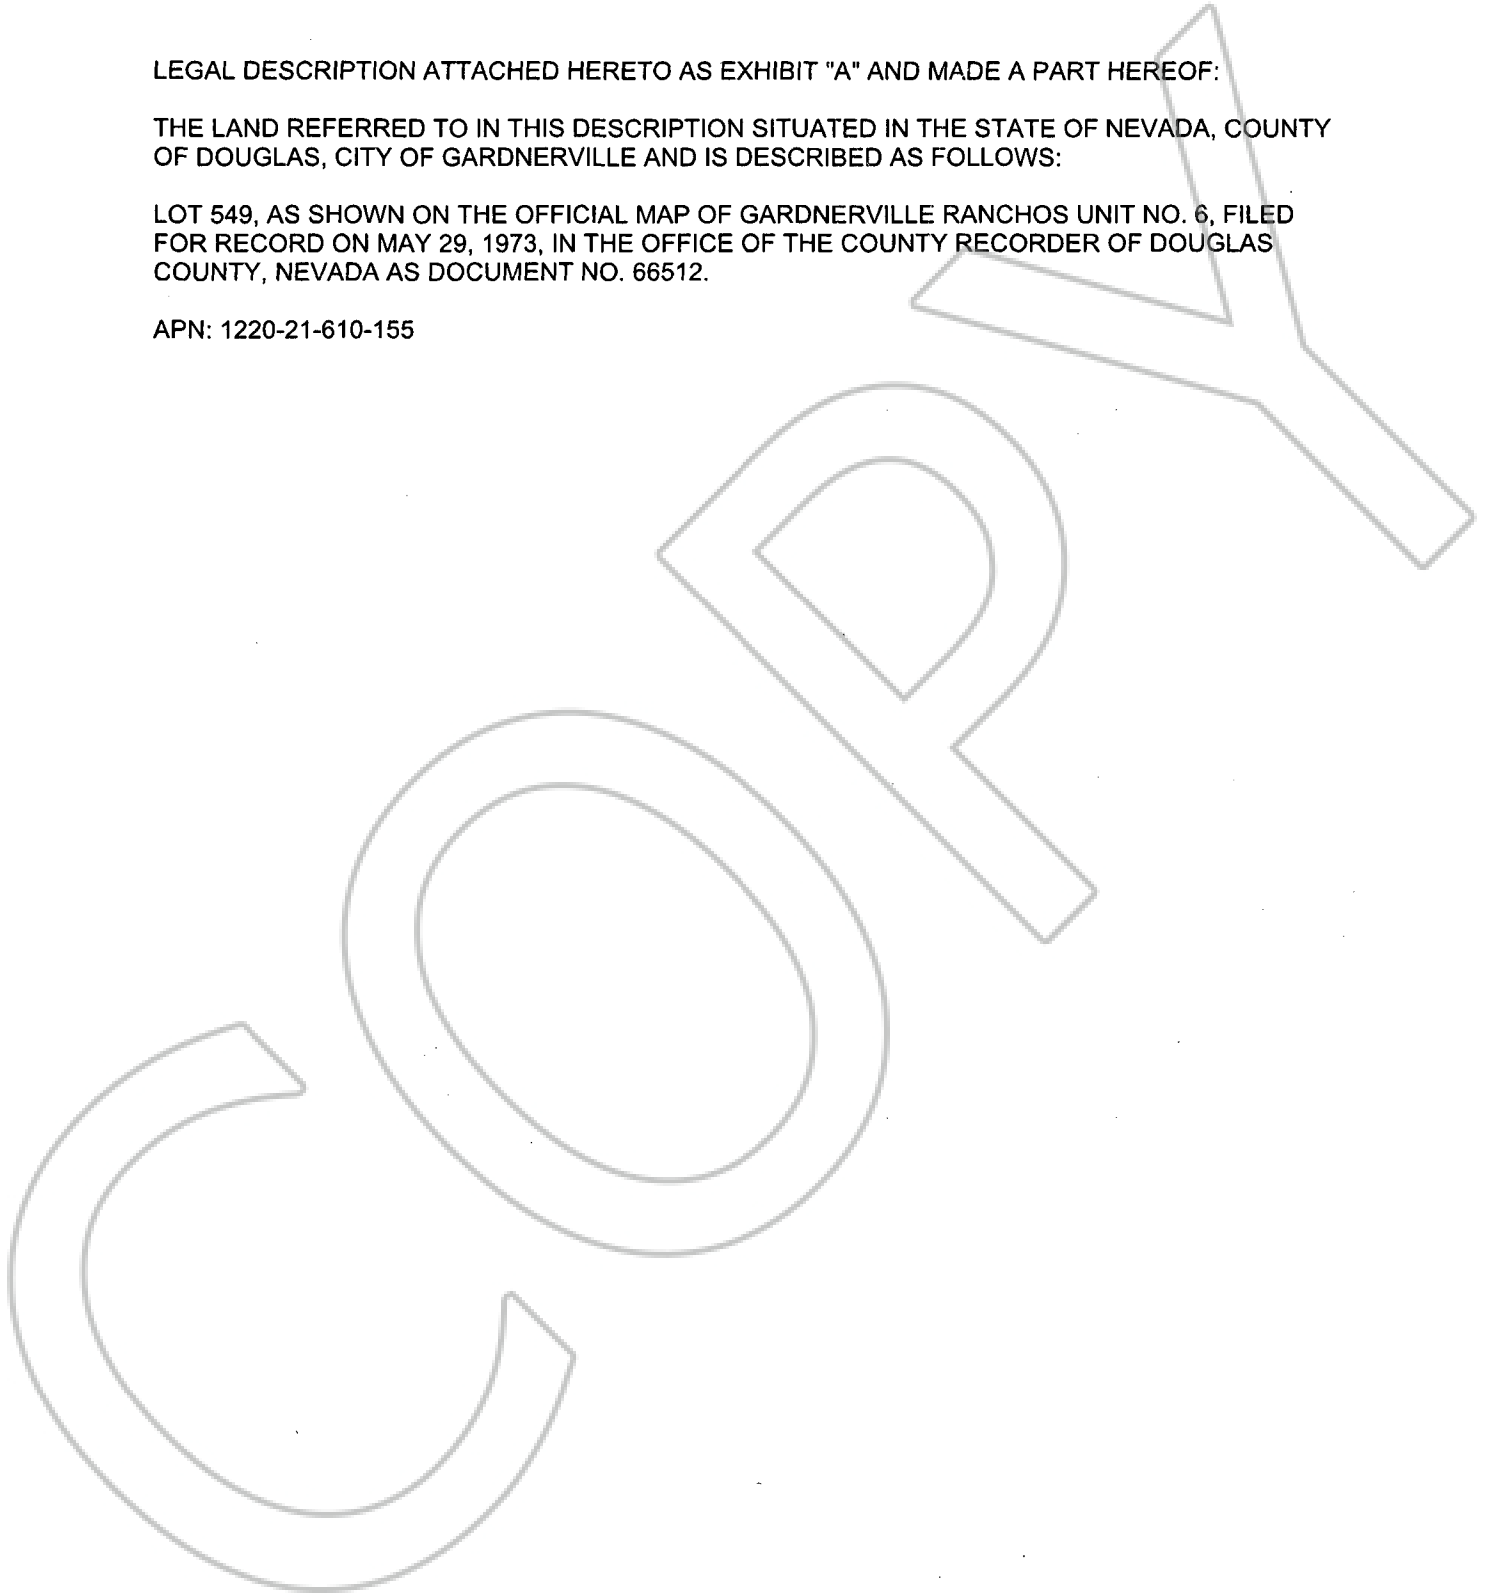 LEGAL DESCRIPTION ATTACHED HERETO AS EXHIBIT "A" AND MADE A PART HEREOF:
THE LAND REFERRED TO IN THIS DESCRIPTION SITUATED IN THE STATE OF NEVADA, COUNTY
OF DOUGLAS, CITY OF GARDNERVILLE AND IS DESCRIBED AS FOLLOWS:
LOT 549, AS SHOWN ON THE OFFICIAL MAP OF GARDNERVILLE RANCHOS UNIT NO. 6, FILED
FOR RECORD ON MAY 29, 1973, IN THE OFFICE OF THE COUNTY RECORDER OF DOUGLAS
COUNTY, NEVADA AS DOCUMENT NO. 66512.
APN: 1220-21-610-155
COPY